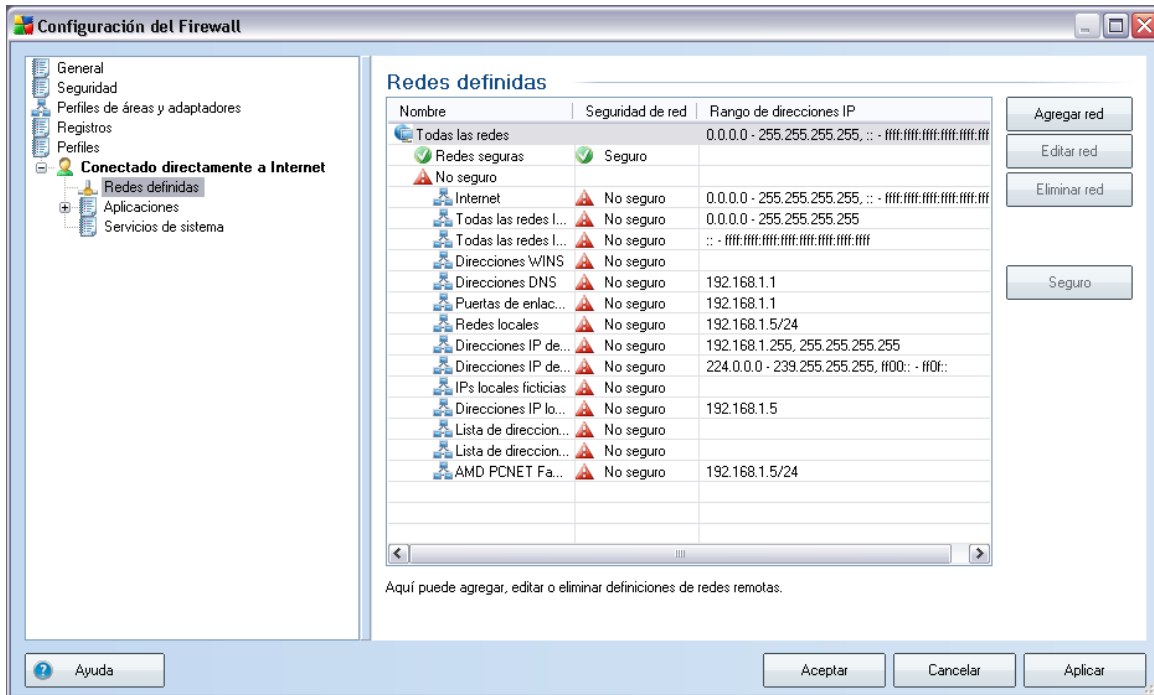 Configuración del Firewall
General
Seguridad
Perfiles de áreas y adaptadores
Registros
Perfiles
Conectado directamente a Internet
Redes definidas
Aplicaciones
Servicios de sistema
Redes definidas
Nombre Seguridad de red Rango de direcciones IP
Todas las redes 0.0.0.0 - 255.255.255.255, :: - ffff:ffff:ffff:ffff:ffff:ffff:fff
Redes seguras Seguro
No seguro
Internet No seguro 0.0.0.0 - 255.255.255.255, :: - ffff:ffff:ffff:ffff:ffff:ffff:fff
Todas las redes l... No seguro 0.0.0.0 - 255.255.255.255
Todas las redes l... No seguro :: - ffff:ffff:ffff:ffff:ffff:ffff:ffff:ffff
Direcciones WINS No seguro
Direcciones DNS No seguro 192.168.1.1
Puertas de enlac... No seguro 192.168.1.1
Redes locales No seguro 192.168.1.5/24
Direcciones IP de... No seguro 192.168.1.255, 255.255.255.255
Direcciones IP de... No seguro 224.0.0.0 - 239.255.255.255, ff00:: - ff0f::
IPs locales ficticias No seguro
Direcciones IP lo... No seguro 192.168.1.5
Lista de direccion... No seguro
Lista de direccion... No seguro
AMD PCNET Fa... No seguro 192.168.1.5/24
Aquí puede agregar, editar o eliminar definiciones de redes remotas.
Agregar red
Editar red
Eliminar red
Seguro
Ayuda
Aceptar
Cancelar
Aplicar